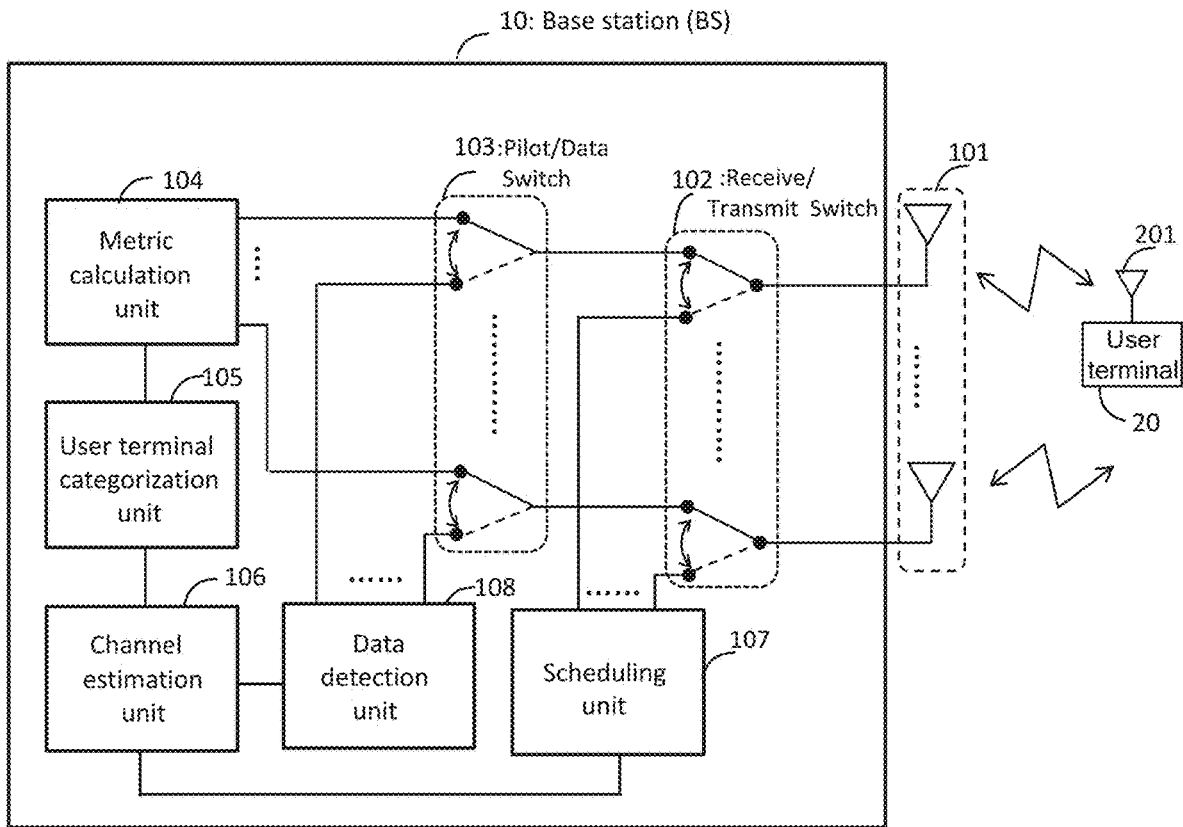 10: Base station (BS)
103:Pilot/Data
Switch
102:Receive/
Transmit Switch
101
201
User
terminal
20
104
Metric
calculation
unit
105
User terminal
categorization
unit
106
Channel
estimation
unit
108
Data
detection
unit
107
Scheduling
unit